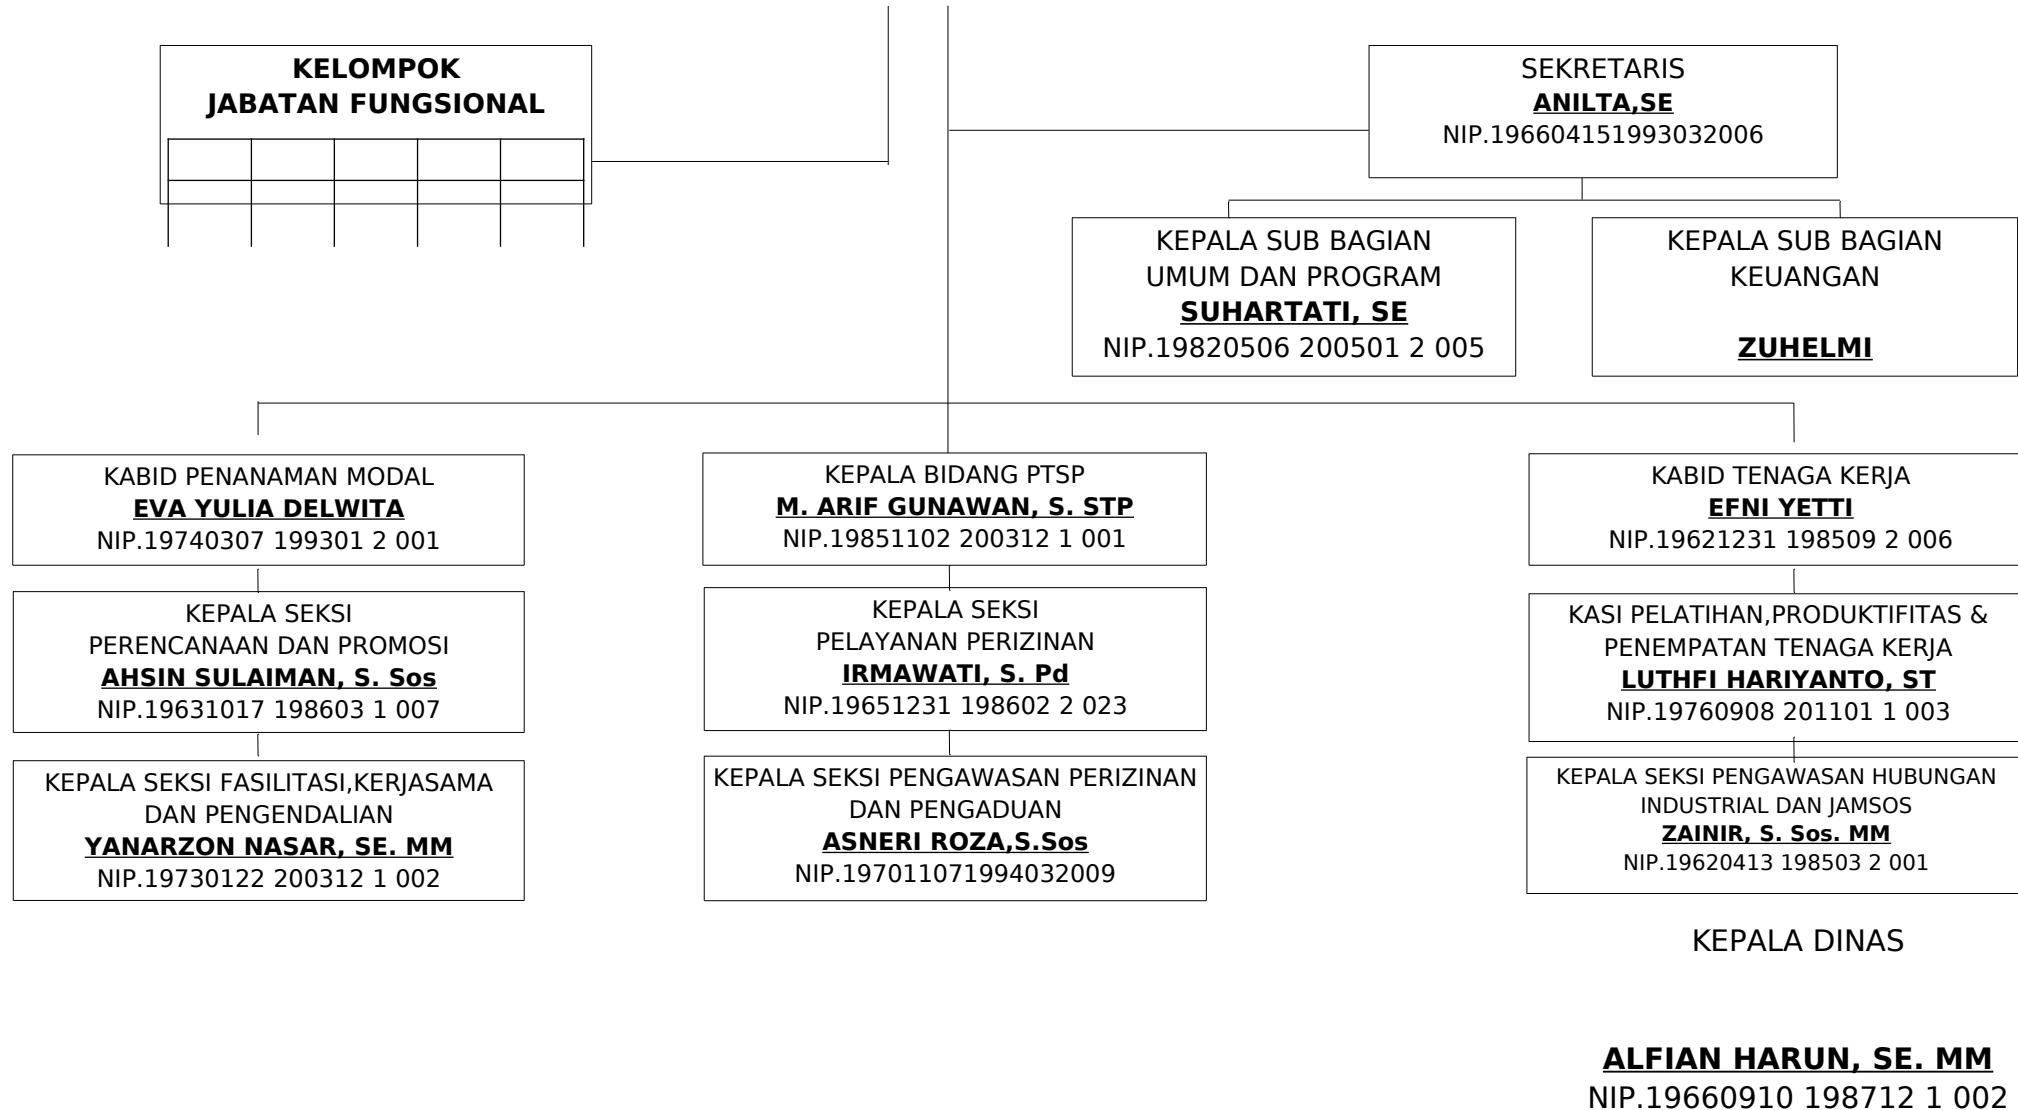 KELOMPOK
JABATAN FUNGSIONAL
SEKRETARIS
ANILTA,SE
NIP.196604151993032006
KEPALA SUB BAGIAN
UMUM DAN PROGRAM
SUHARTATI, SE
NIP.19820506 200501 2 005
KEPALA SUB BAGIAN
KEUANGAN
ZUHELMI
KABID PENANAMAN MODAL
EVA YULIA DELWITA
NIP.19740307 199301 2 001
KEPALA BIDANG PTSP
M. ARIF GUNAWAN, S. STP
NIP.19851102 200312 1 001
KABID TENAGA KERJA
EFNI YETTI
NIP.19621231 198509 2 006
KEPALA SEKSI
PERENCANAAN DAN PROMOSI
AHSIN SULAIMAN, S. Sos
NIP.19631017 198603 1 007
KEPALA SEKSI
PELAYANAN PERIZINAN
IRMAWATI, S. Pd
NIP.19651231 198602 2 023
KASI PELATIHAN,PRODUKTIFITAS &
PENEMPATAN TENAGA KERJA
LUTHFI HARIYANTO, ST
NIP.19760908 201101 1 003
KEPALA SEKSI FASILITASI,KERJASAMA
DAN PENGENDALIAN
YANARZON NASAR, SE. MM
NIP.19730122 200312 1 002
KEPALA SEKSI PENGAWASAN PERIZINAN
DAN PENGADUAN
ASNERI ROZA,S.Sos
NIP.197011071994032009
KEPALA SEKSI PENGAWASAN HUBUNGAN
INDUSTRIAL DAN JAMSOS
ZAINIR, S. Sos. MM
NIP.19620413 198503 2 001
KEPALA DINAS
ALFIAN HARUN, SE. MM
NIP.19660910 198712 1 002